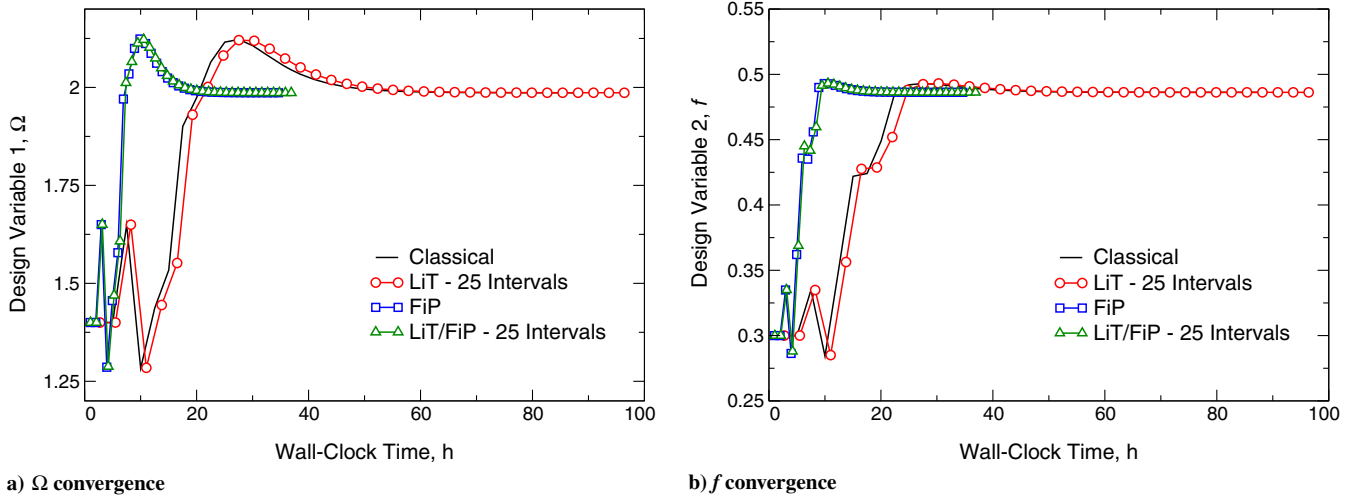 2
1.75
1.5
1.25
Design Variable 1, Ω
0 20 40 60 80 100
Wall-Clock Time, h
Classical
LiT - 25 Intervals
FiP
LiT/FiP - 25 Intervals
a) Ω convergence
0.55
0.5
0.45
0.4
0.35
0.3
0.25
Design Variable 2, f
0 20 40 60 80 100
Wall-Clock Time, h
Classical
LiT - 25 Intervals
FiP
LiT/FiP - 25 Intervals
b) f convergence